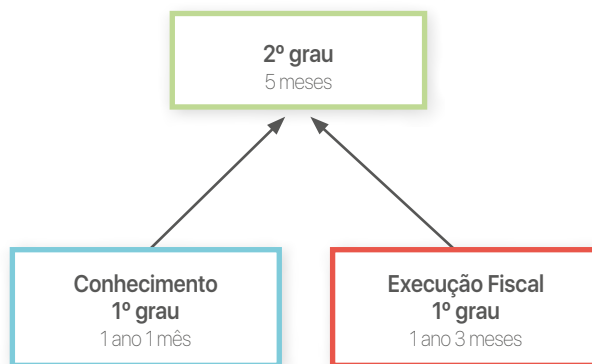 2º grau
5 meses
Conhecimento
1º grau
1 ano 1 mês
Execução Fiscal
1º grau
1 ano 3 meses